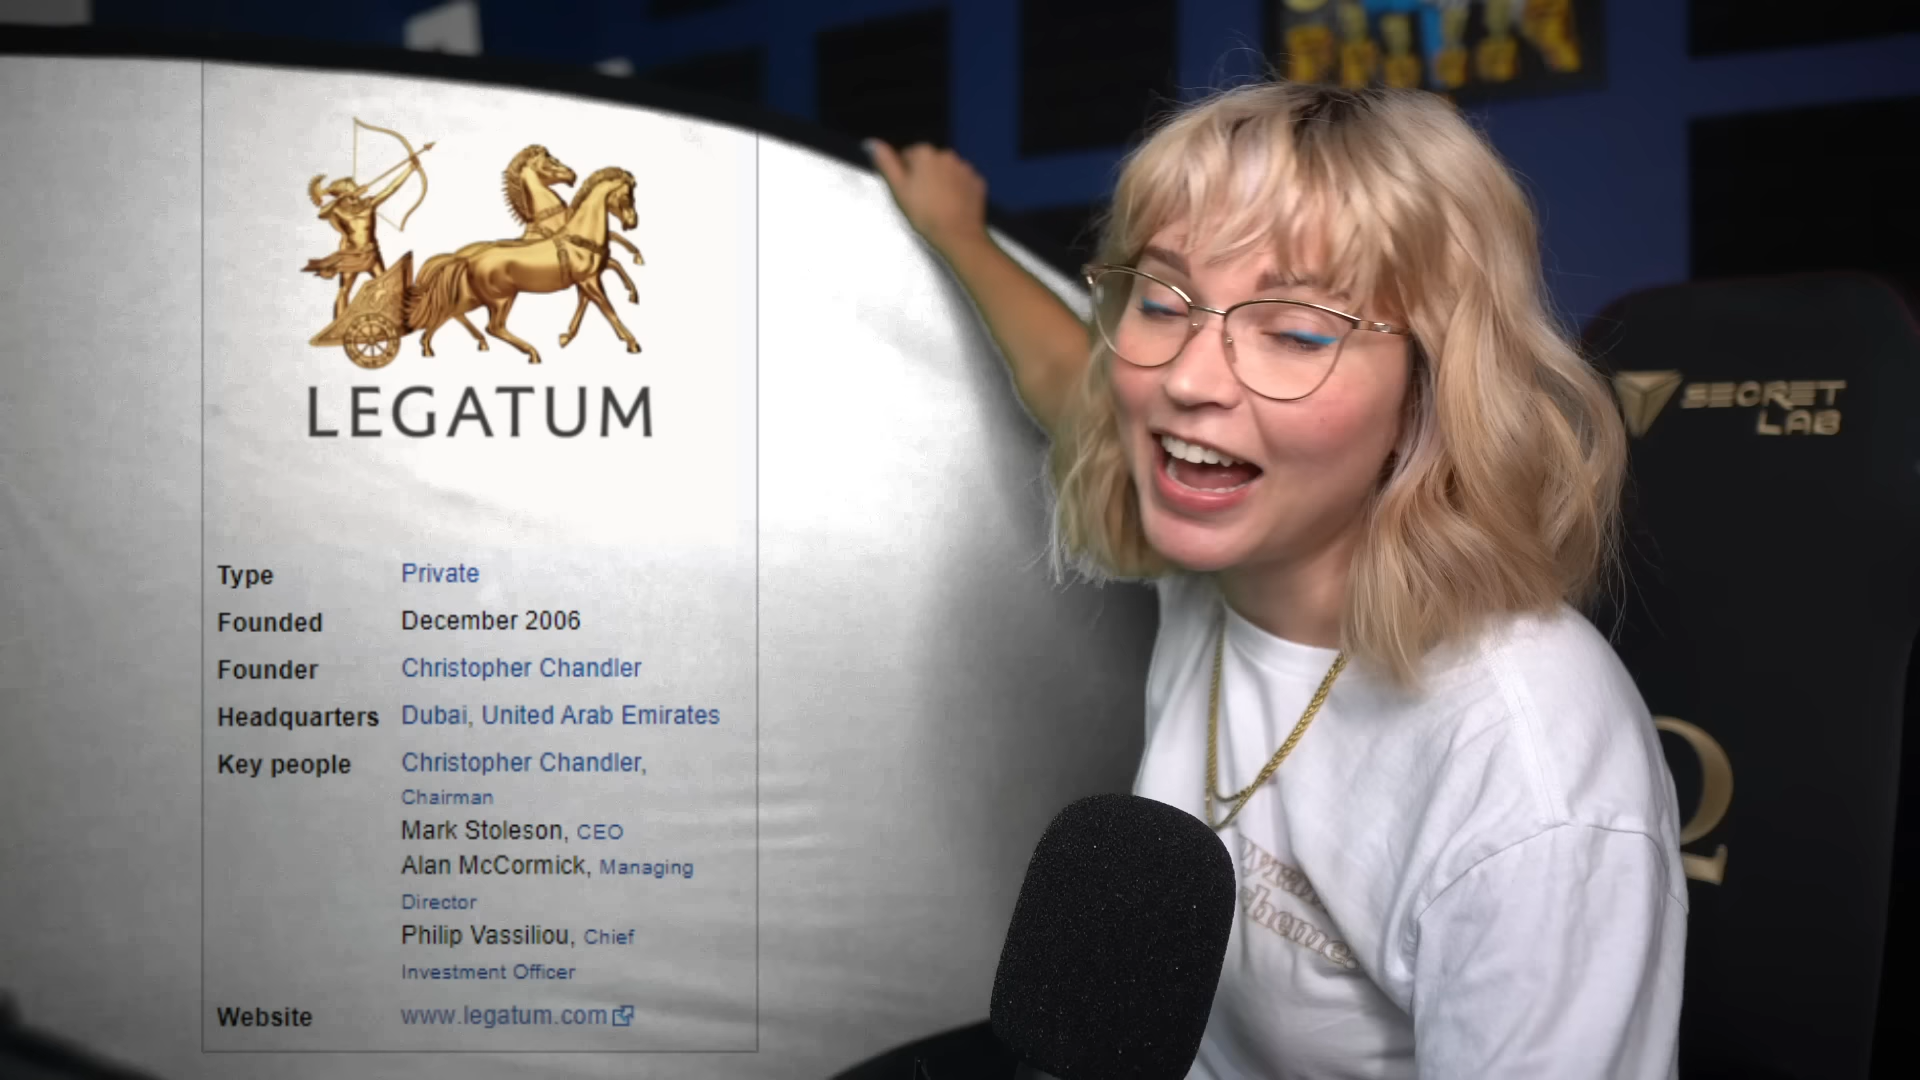 LEGATUM
Type Private
Founded December 2006
Founder Christopher Chandler
Headquarters Dubai, United Arab Emirates
Key people Christopher Chandler,
Chairman
Mark Stoleson, CEO
Alan McCormick, Managing
Director
Philip Vassiliou, Chief
Investment Officer
Website www.legatum.com
SECRET
LAB